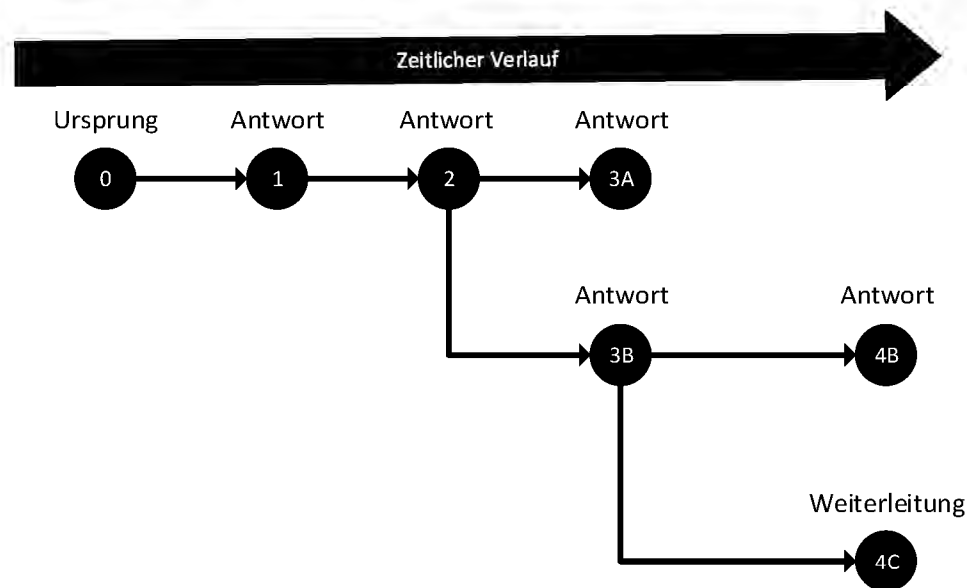 Zeitlicher Verlauf
Ursprung Antwort Antwort Antwort
0 1 2 3A
Antwort Antwort
3B 4B
Weiterleitung
4C